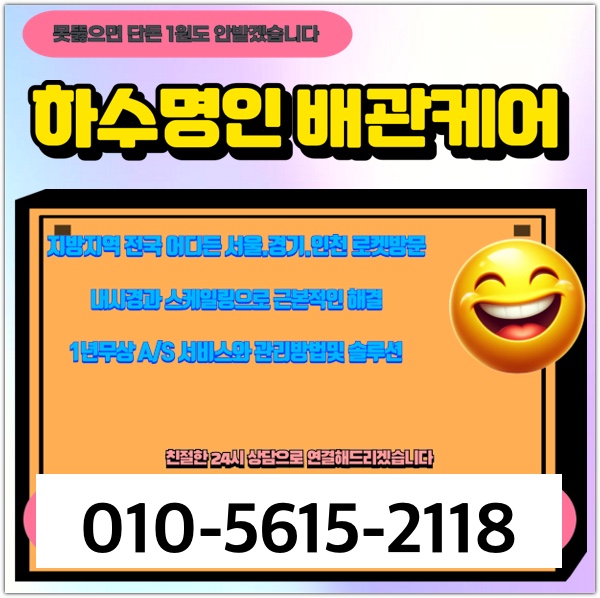 못뚫으면 단돈 1원도 안받겠습니다
하수명인 배관케어
지방지역 전국 어디든 서울.경기.인천 로켓방문
내시경과 스케일링으로 근본적인 해결
1년무상 A/S 서비스와 관리방법및 솔루션
친절한 24시 상담으로 연결해드리겠습니다
010-5615-2118